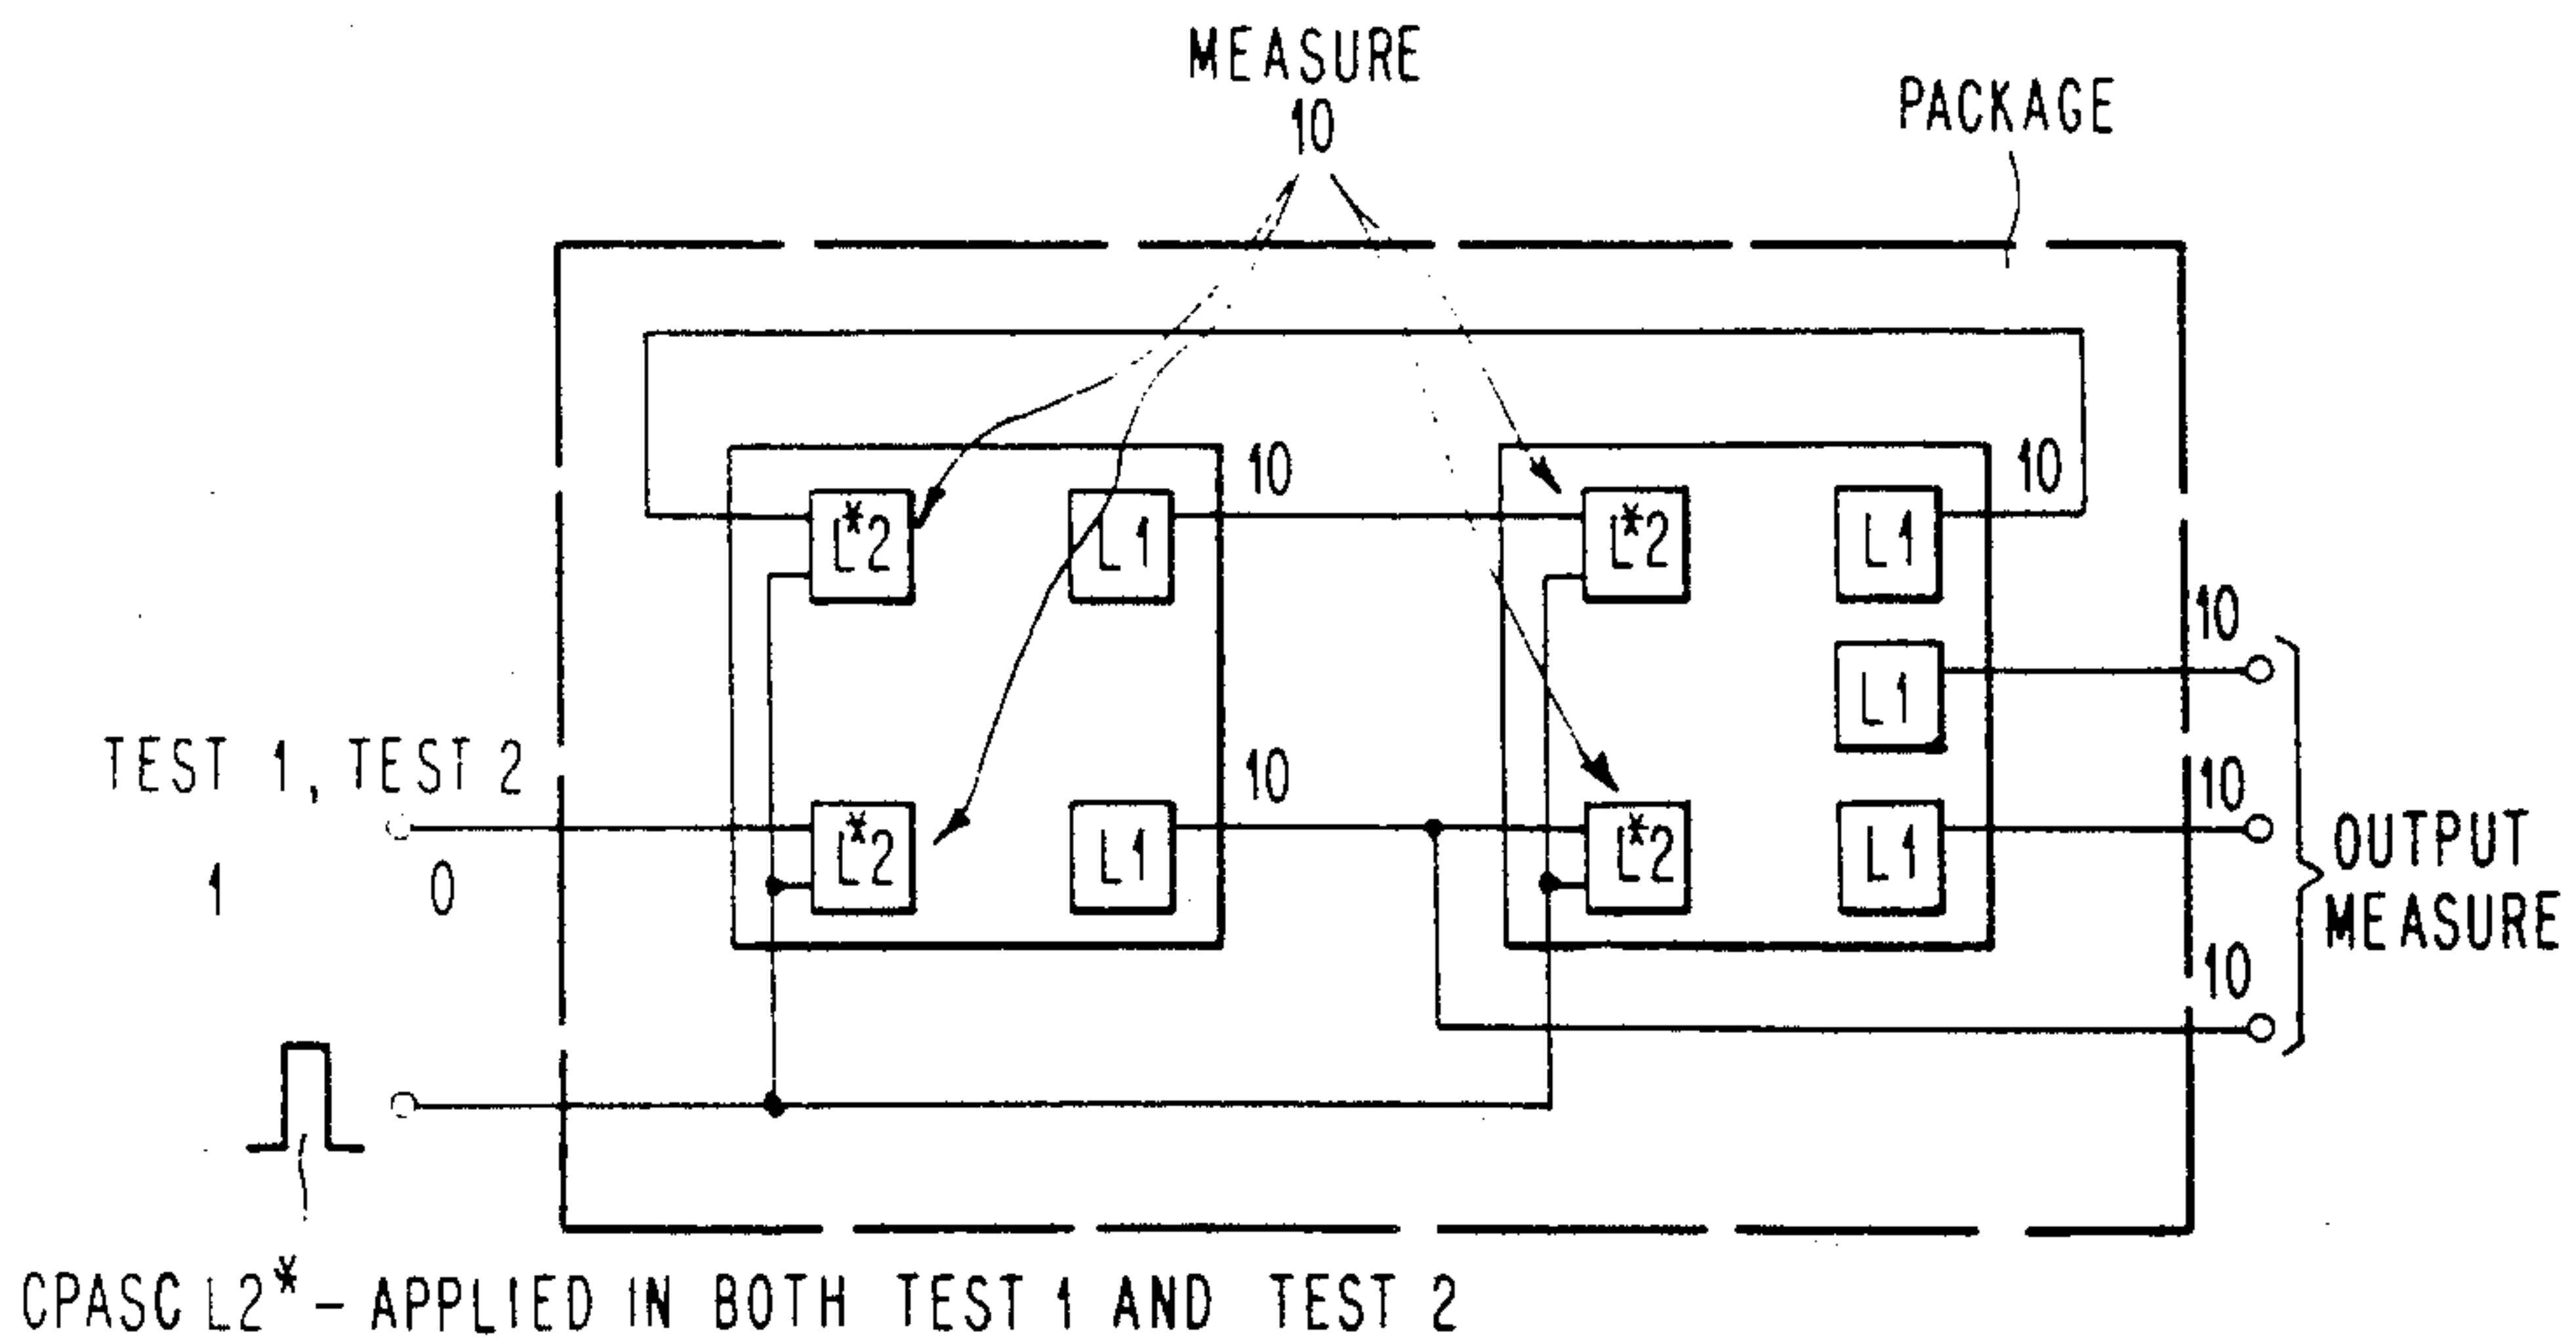 MEASURE
10
PACKAGE
10
10
L*2
L1
L*2
L1
10
L1
TEST 1, TEST 2
10
10
L*2
L1
L*2
L1
1
0
OUTPUT
MEASURE
10
CPASC L2* - APPLIED IN BOTH TEST 1 AND TEST 2